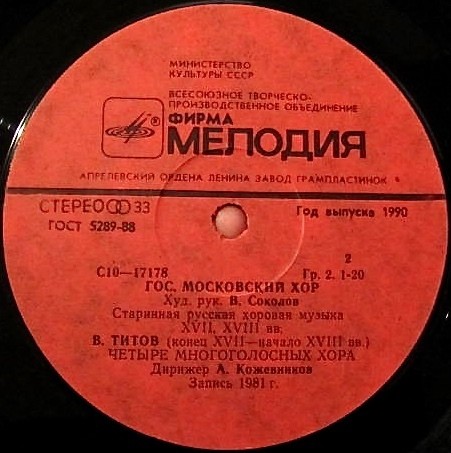 МИНИСТЕРСТВО
КУЛЬТУРЫ СССР
ВСЕСОЮЗНОЕ ТВОРЧЕСКО-
ПРОИЗВОДСТВЕННОЕ ОБЪЕДИНЕНИЕ
®
ФИРМА
МЕЛОДИЯ
АПРЕЛЕВСКИЙ ОРДЕНА ЛЕНИНА ЗАВОД ГРАМПЛАСТИНОК
СТЕРЕО 33
Год выпуска 1990
ГОСТ 5289-88
2
С10—17178
Гр. 2. 1-20
ГОС. МОСКОВСКИЙ ХОР
Худ. рук. В. Соколов
Старинная русская хоровая музыка
XVII, XVIII вв.
В. ТИТОВ (конец XVII—начало XVIII вв.)
ЧЕТЫРЕ МНОГОГОЛОСНЫХ ХОРА
Дирижер А. Кожевников
Запись 1981 г.